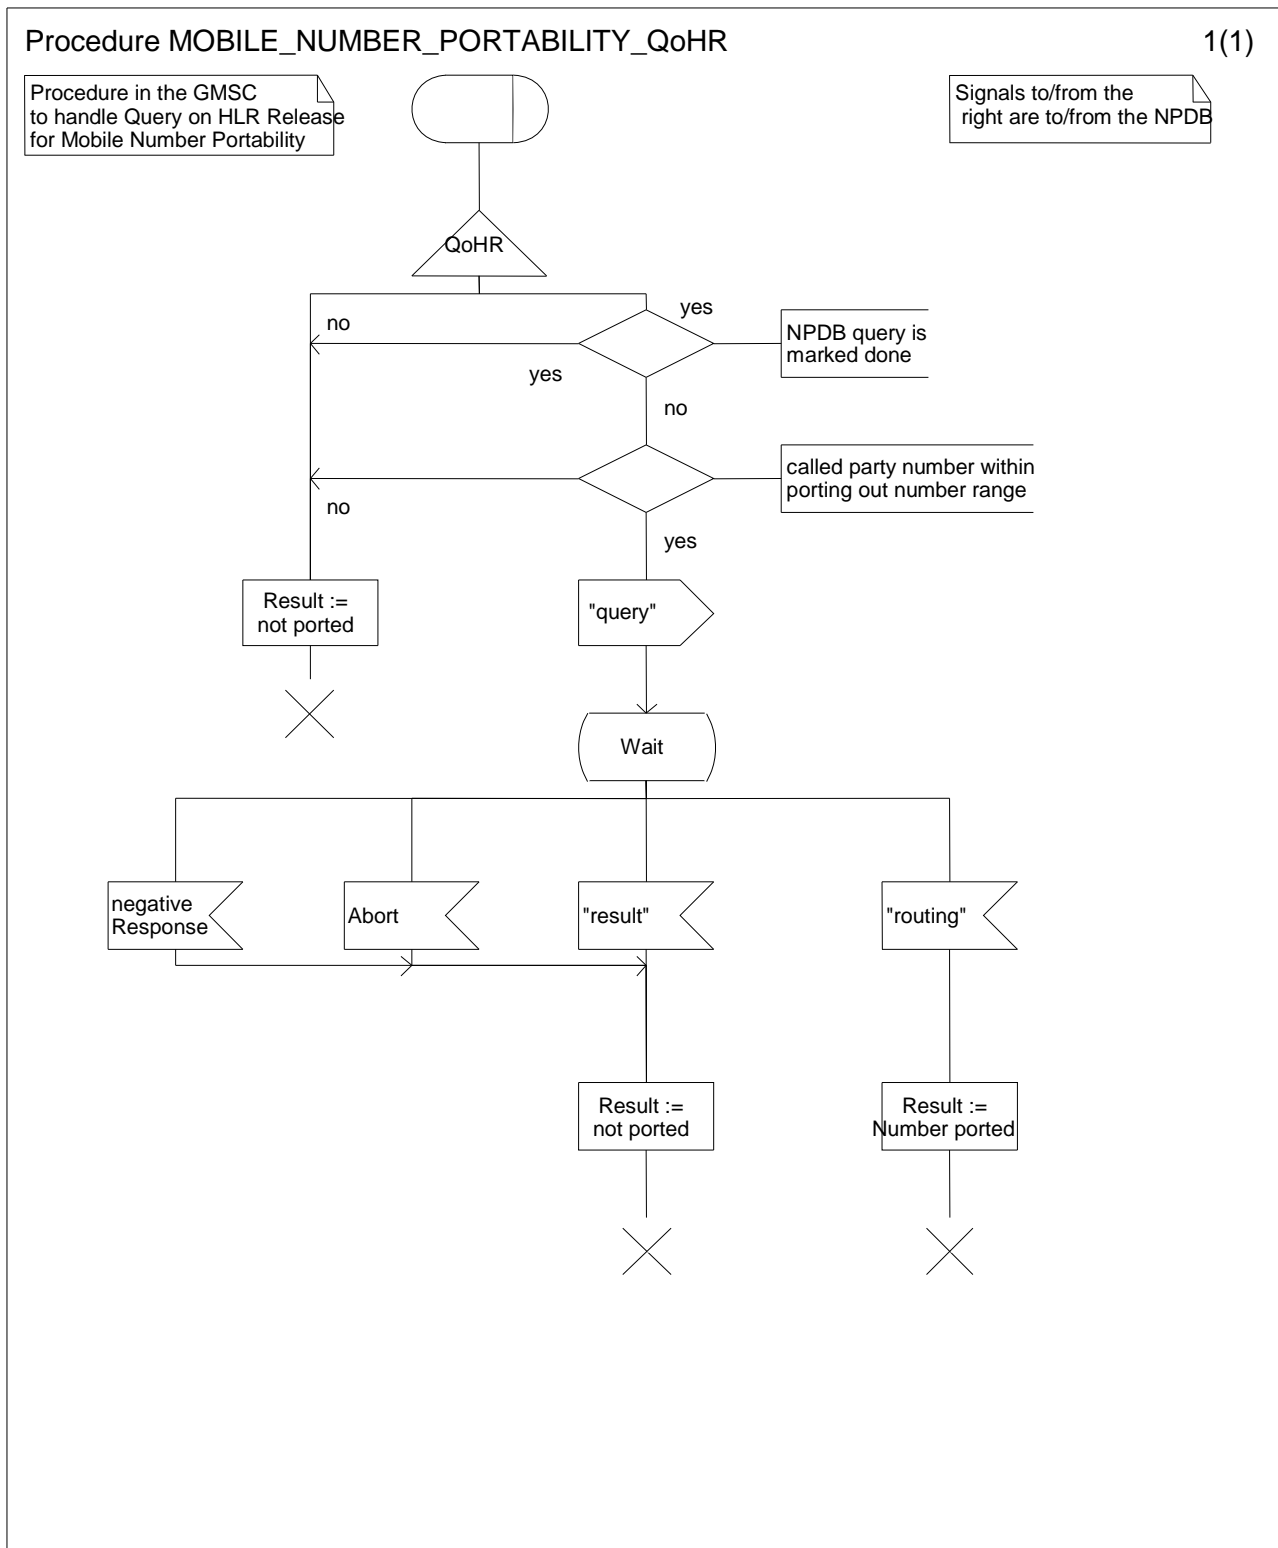 Procedure MOBILE_NUMBER_PORTABILITY_QoHR
1(1)
Procedure in the GMSC
to handle Query on HLR Release
for Mobile Number Portability
Signals to/from the
right are to/from the NPDB
QoHR
no
yes
NPDB query is
marked done
yes
no
called party number within
porting out number range
no
yes
Result :=
not ported
"query"
Wait
negative
Response
Abort
"result"
"routing"
Result :=
not ported
Result :=
Number ported